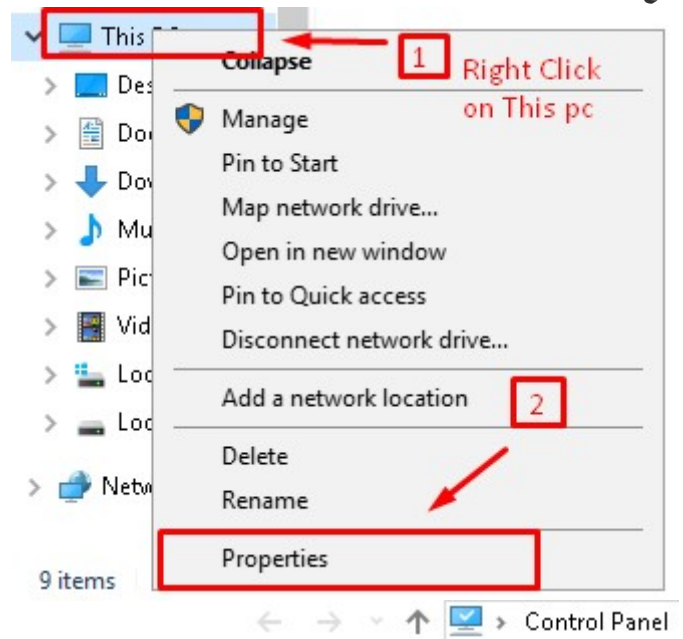 This
Collapse
1
Right Click
on This pc
Manage
Pin to Start
Map network drive...
Open in new window
Pin to Quick access
Disconnect network drive...
Add a network location
2
Delete
Rename
Properties
9 items
Control Panel